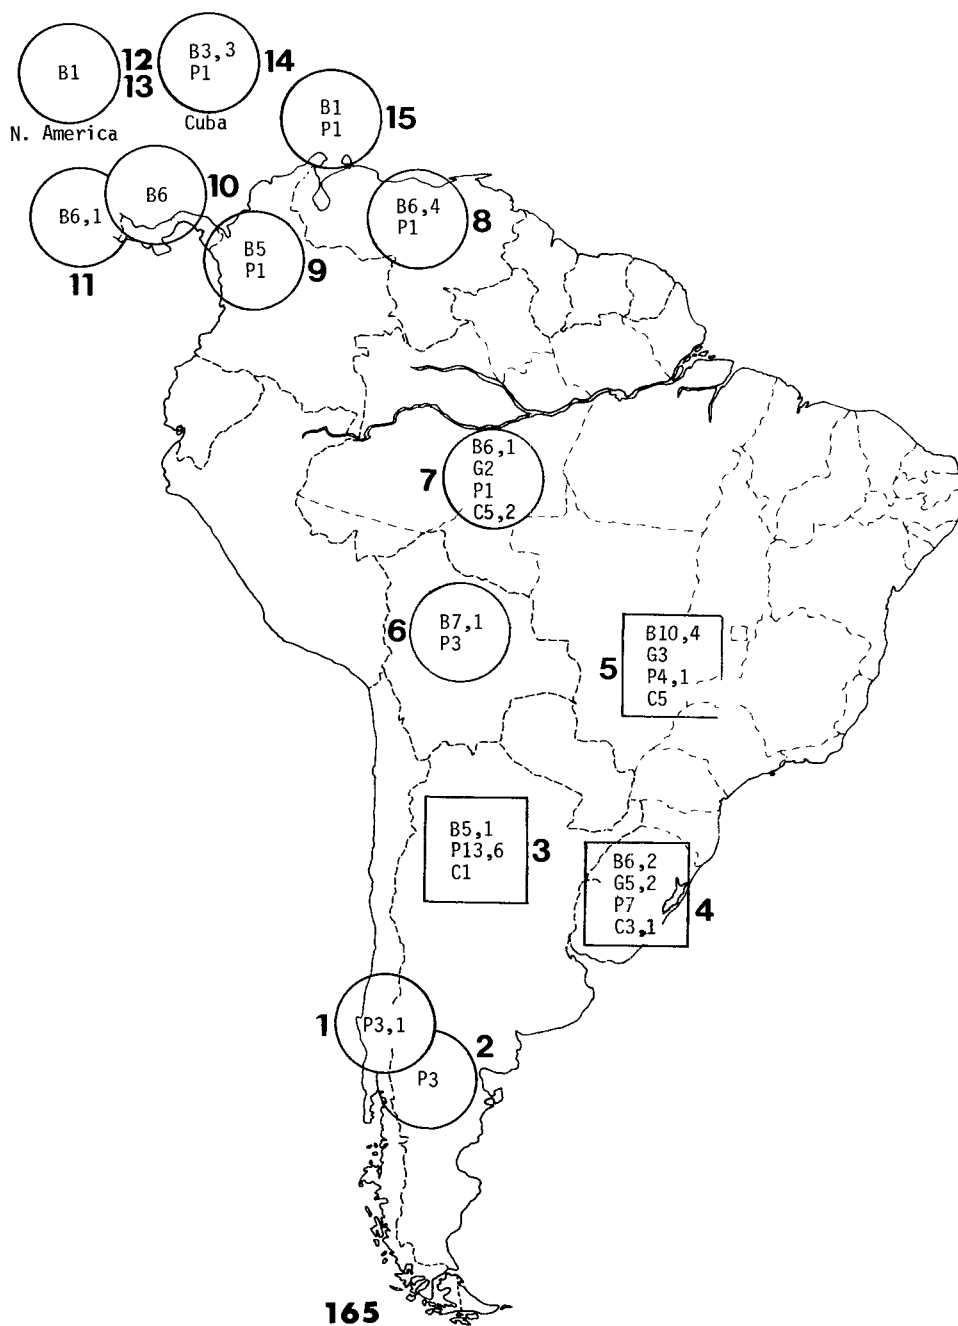 B1
12
13
N. America
B3,3
P1
14
Cuba
B1
P1
15
B6,1
11
B6
10
B5
P1
9
B6,4
P1
8
B6,1
G2
P1
C5,2
7
B7,1
P3
6
B10,4
G3
P4,1
C5
5
B5,1
P13,6
C1
3
B6,2
G5,2
P7
C3,1
4
P3,1
1
P3
2
165